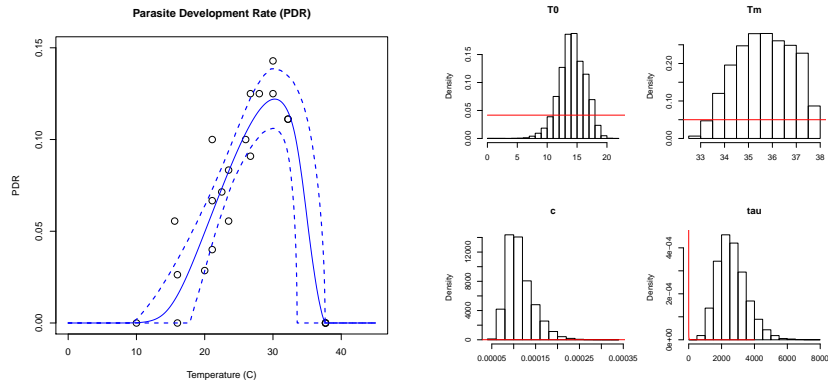 Parasite Development Rate (PDR)
PDR
0.00 0.05 0.10 0.15
0 10 20 30 40
Temperature (C)
T0
Density
0.00 0.05 0.10 0.15
0 5 10 15 20
Tm
Density
0.00 0.10 0.20
33 34 35 36 37 38
c
Density
0 4000 8000 12000
0.00005 0.00015 0.00025 0.00035
tau
Density
0e+00 2e-04 4e-04
0 2000 4000 6000 8000